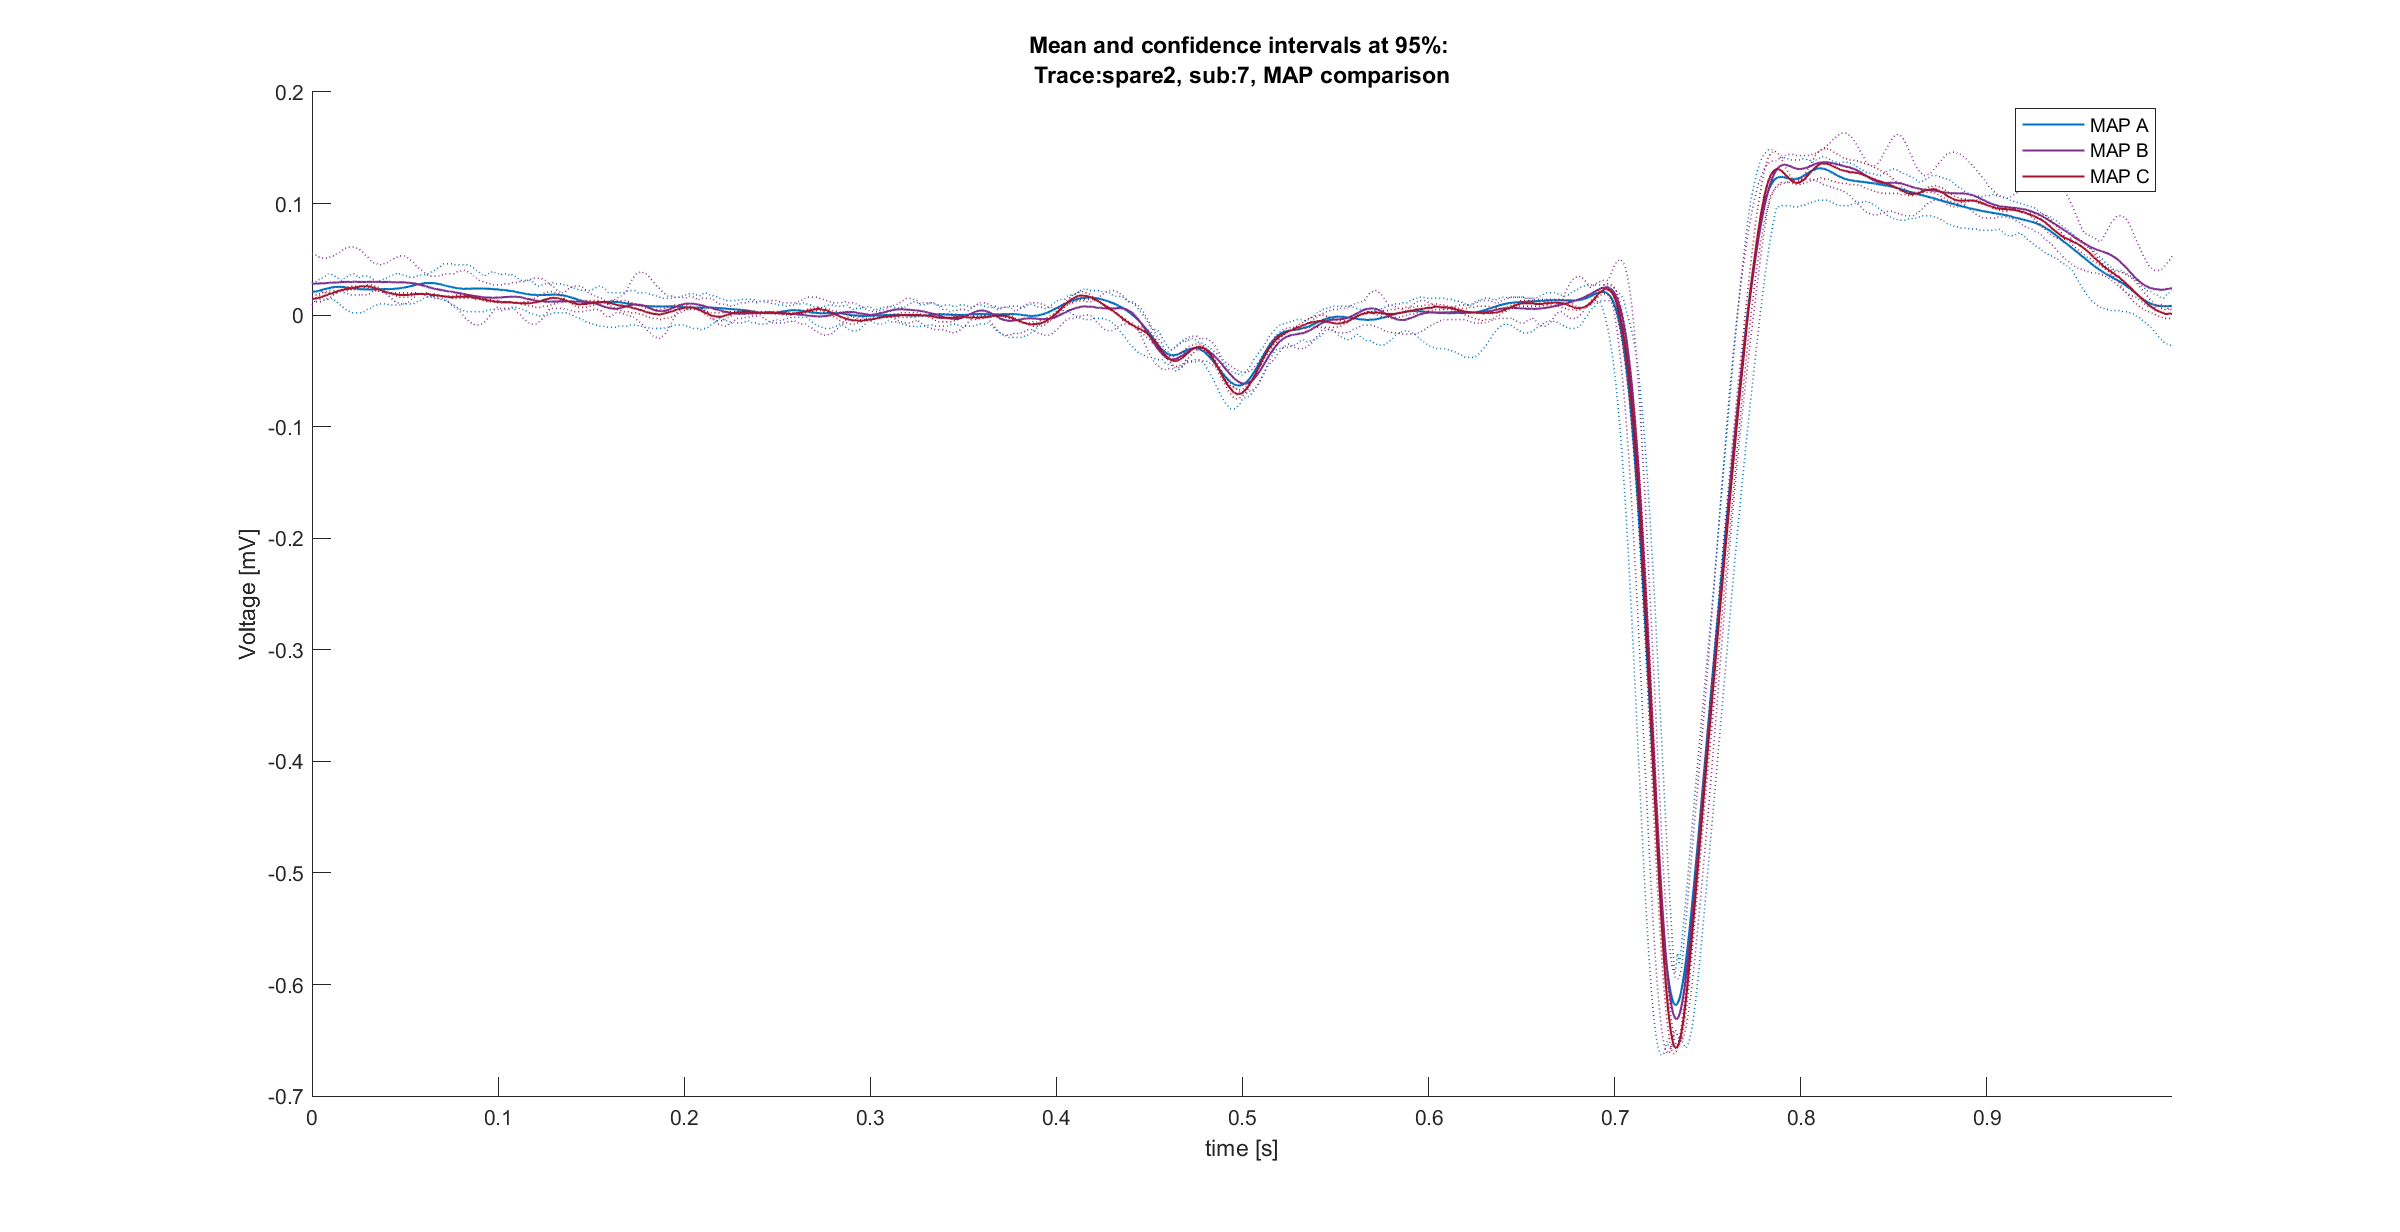 Mean and confidence intervals at 95%:
Trace:spare2, sub:7, MAP comparison
0.2
0.1
0
-0.1
-0.2
-0.3
-0.4
-0.5
-0.6
-0.7
Voltage [mV]
MAP A
MAP B
MAP C
0 0.1 0.2 0.3 0.4 0.5 0.6 0.7 0.8 0.9
time [s]